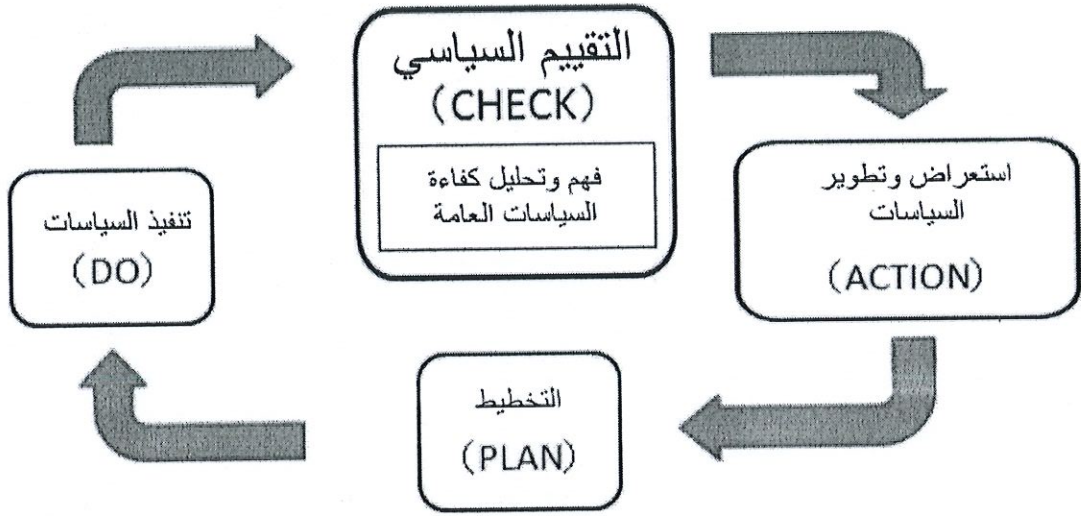 التقييم السياسي
(CHECK)
فهم وتحليل كفاءة
السياسات العامة
استعراض وتطوير
السياسات
(ACTION)
التخطيط
(PLAN)
تنفيذ السياسات
(DO)